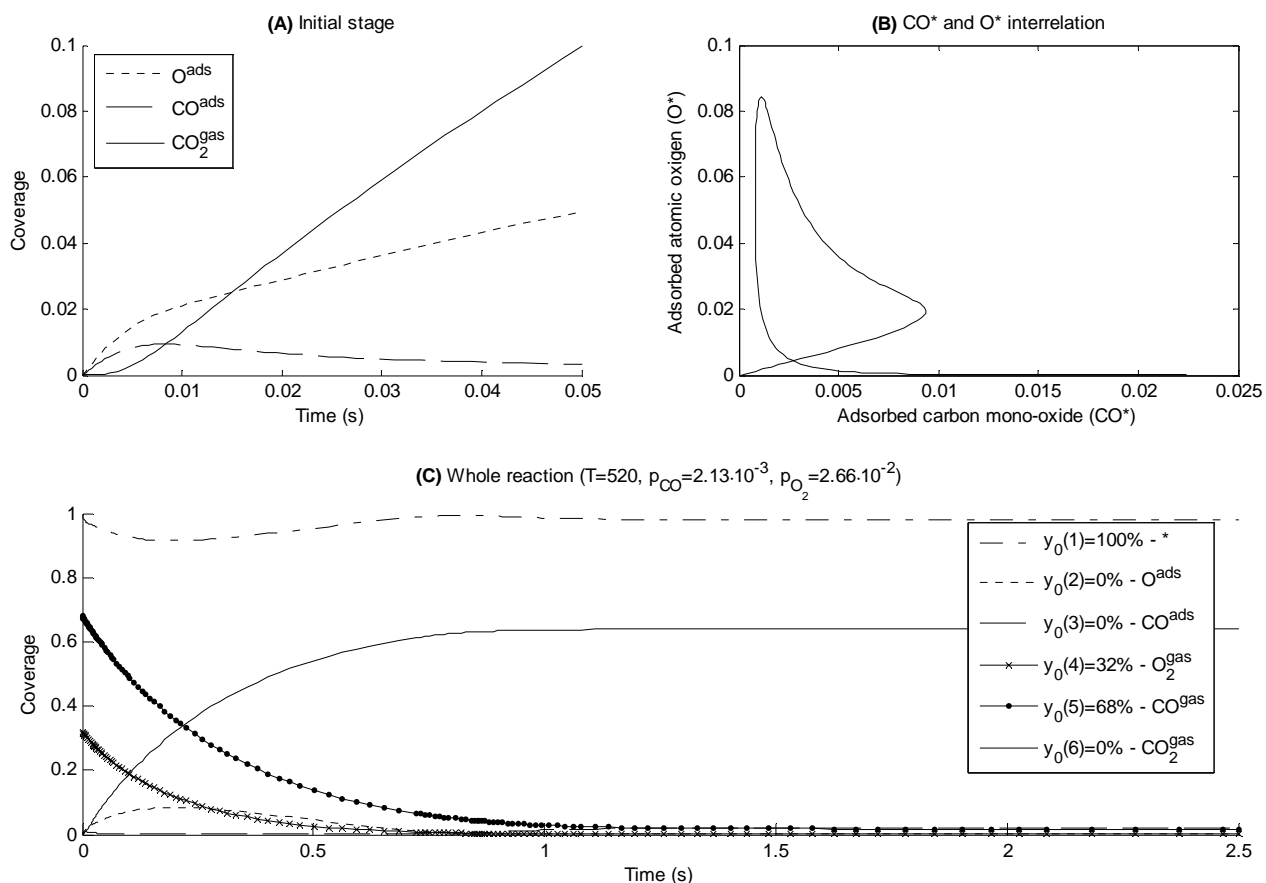 (A) Initial stage
0.1
0.08
0.06
0.04
0.02
0
Coverage
O^ads
CO^ads
CO_2^gas
0 0.01 0.02 0.03 0.04 0.05
Time (s)
(B) CO* and O* interrelation
0.1
0.08
0.06
0.04
0.02
0
Adsorbed atomic oxigen (O*)
0 0.005 0.01 0.015 0.02 0.025
Adsorbed carbon mono-oxide (CO*)
(C) Whole reaction (T=520, p_CO=2.13·10^-3, p_O_2=2.66·10^-2)
1
0.8
0.6
0.4
0.2
0
Coverage
y_0(1)=100% - *
y_0(2)=0% - O^ads
y_0(3)=0% - CO^ads
y_0(4)=32% - O_2^gas
y_0(5)=68% - CO^gas
y_0(6)=0% - CO_2^gas
0 0.5 1 1.5 2 2.5
Time (s)